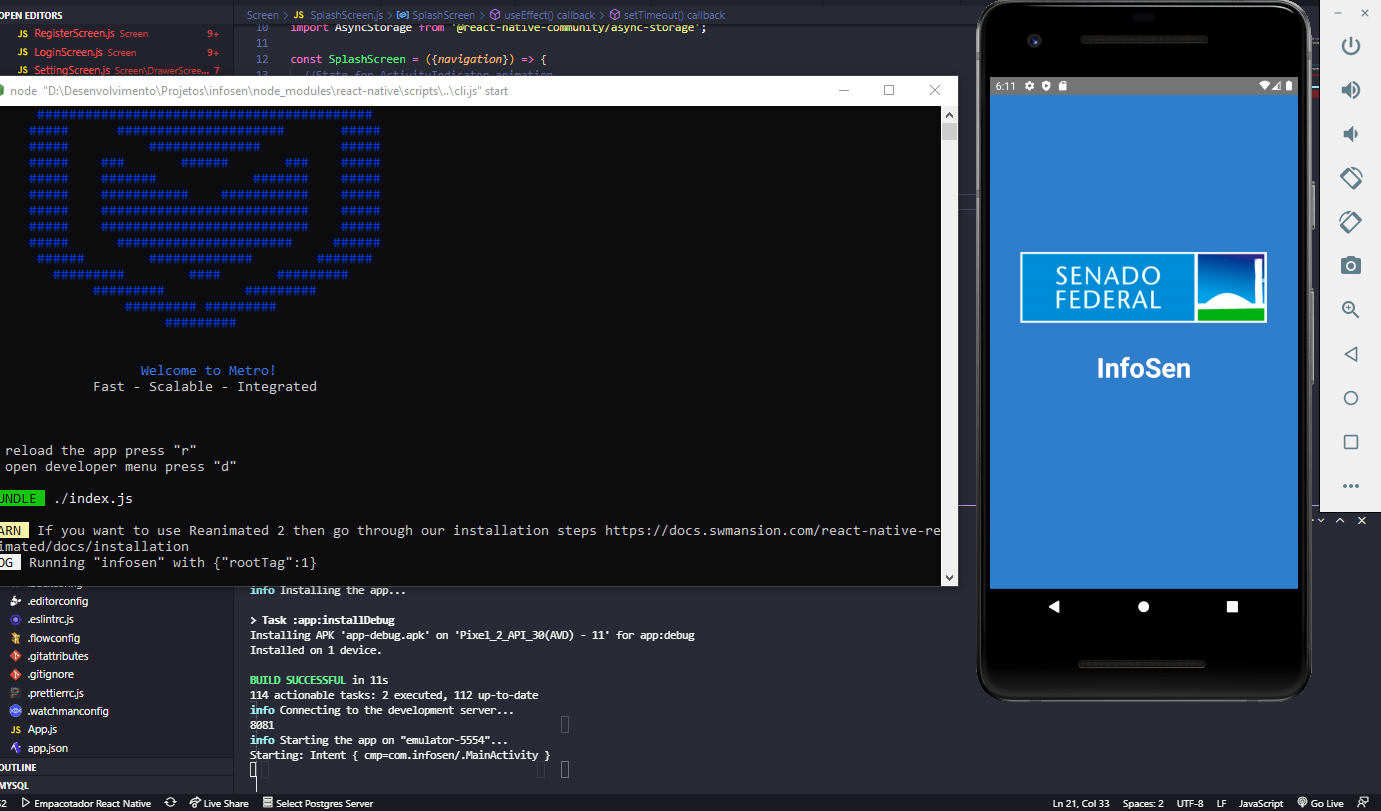 OPEN EDITORS
JS RegisterScreen.js Screen 9+
JS LoginScreen.js Screen 9+
JS SettingScreen.js Screen\DrawerScree... 7
Screen > JS SplashScreen.js > SplashScreen > useEffect() callback > setTimeout() callback
10 import AsyncStorage from '@react-native-community/async-storage';
11
12 const SplashScreen = ({navigation}) => {
13 //State for ActivityIndicator animation
node "D:\Desenvolvimento\Projetos\infosen\node_modules\react-native\scripts\..\cli.js" start
Welcome to Metro!
Fast - Scalable - Integrated
reload the app press "r"
open developer menu press "d"
UNDLE ./index.js
ARN If you want to use Reanimated 2 then go through our installation steps https://docs.swmansion.com/react-native-re
imated/docs/installation
OG Running "infosen" with {"rootTag":1}
.editorconfig
.eslintrc.js
.flowconfig
.gitattributes
.gitignore
.prettierrc.js
.watchmanconfig
JS App.js
app.json
OUTLINE
MYSQL
info Installing the app...
> Task :app:installDebug
Installing APK 'app-debug.apk' on 'Pixel_2_API_30(AVD) - 11' for app:debug
Installed on 1 device.
BUILD SUCCESSFUL in 11s
114 actionable tasks: 2 executed, 112 up-to-date
info Connecting to the development server...
8081
info Starting the app on "emulator-5554"...
Starting: Intent { cmp=com.infosen/.MainActivity }
6:11
SENADO
FEDERAL
InfoSen
Empacotador React Native Live Share Select Postgres Server
Ln 21, Col 33 Spaces: 2 UTF-8 LF JavaScript Go Live